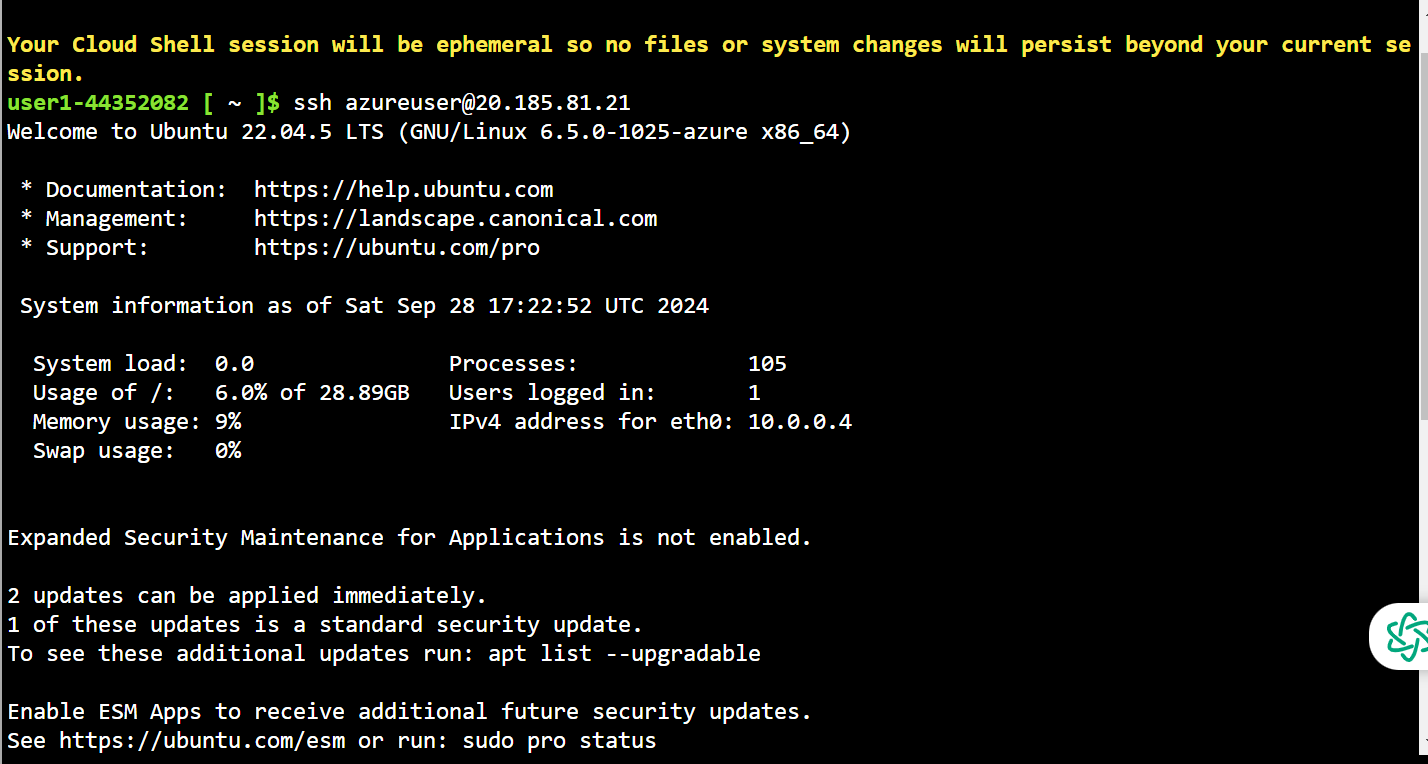 Your Cloud Shell session will be ephemeral so no files or system changes will persist beyond your current se
ssion.
user1-44352082 [ ~ ]$ ssh azureuser@20.185.81.21
Welcome to Ubuntu 22.04.5 LTS (GNU/Linux 6.5.0-1025-azure x86_64)
* Documentation:  https://help.ubuntu.com
* Management:     https://landscape.canonical.com
* Support:        https://ubuntu.com/pro
System information as of Sat Sep 28 17:22:52 UTC 2024
System load:  0.0               Processes:             105
Usage of /:   6.0% of 28.89GB   Users logged in:       1
Memory usage: 9%                IPv4 address for eth0: 10.0.0.4
Swap usage:   0%
Expanded Security Maintenance for Applications is not enabled.
2 updates can be applied immediately.
1 of these updates is a standard security update.
To see these additional updates run: apt list --upgradable
Enable ESM Apps to receive additional future security updates.
See https://ubuntu.com/esm or run: sudo pro status